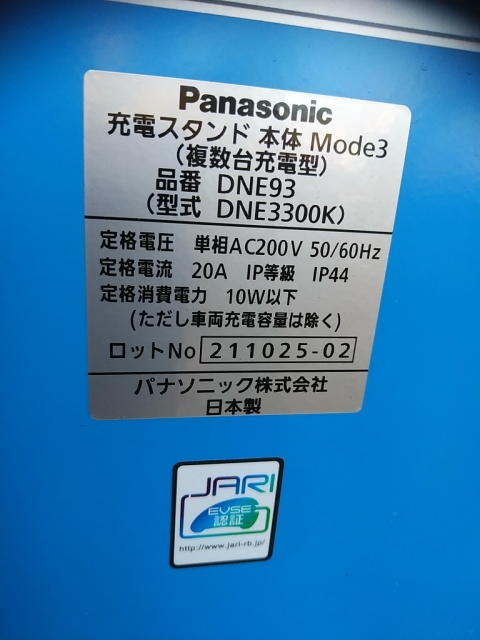 Panasonic
充電スタンド 本体 Mode3
(複数台充電型)
品番 DNE93
(型式 DNE3300K)
定格電圧 単相AC200V 50/60Hz
定格電流 20A IP等級 IP44
定格消費電力 10W以下
(ただし車両充電容量は除く)
ロットNo 211025-02
パナソニック株式会社
日本製
JARI
EVSE
認証
http://www.jari-rb.jp/